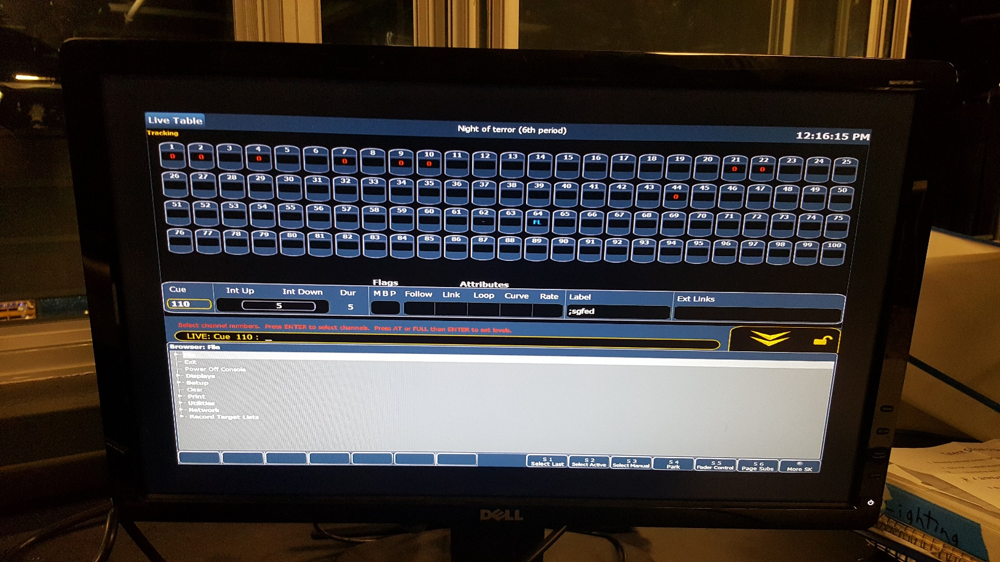 Live Table
Night of terror (6th period)
12:16:15 PM
Tracking
1 2 3 4 5 6 7 8 9 10 11 12 13 14 15 16 17 18 19 20 21 22 23 24 25
0 0 0 0 0 0 0 0
26 27 28 29 30 31 32 33 34 35 36 37 38 39 40 41 42 43 44 45 46 47 48 49 50
0
51 52 53 54 55 56 57 58 59 60 61 62 63 64 65 66 67 68 69 70 71 72 73 74 75
- FL
76 77 78 79 80 81 82 83 84 85 86 87 88 89 90 91 92 93 94 95 96 97 98 99 100
Flags Attributes
Cue Int Up Int Down Dur M B P Follow Link Loop Curve Rate Label Ext Links
110 5 5 ;sgfed
Select channel numbers. Press ENTER to select channels. Press AT or FULL then ENTER to set levels.
LIVE: Cue 110 : _
Browser: File
Exit
Power Off Console
Displays
Setup
Clear
Print
Utilities
Network
Record Target Lists
S 1 S 2 S 3 S 4 S 5 S 6
Select Last Select Active Select Manual Park Fader Control Page Subs More SK
DELL
Lighting